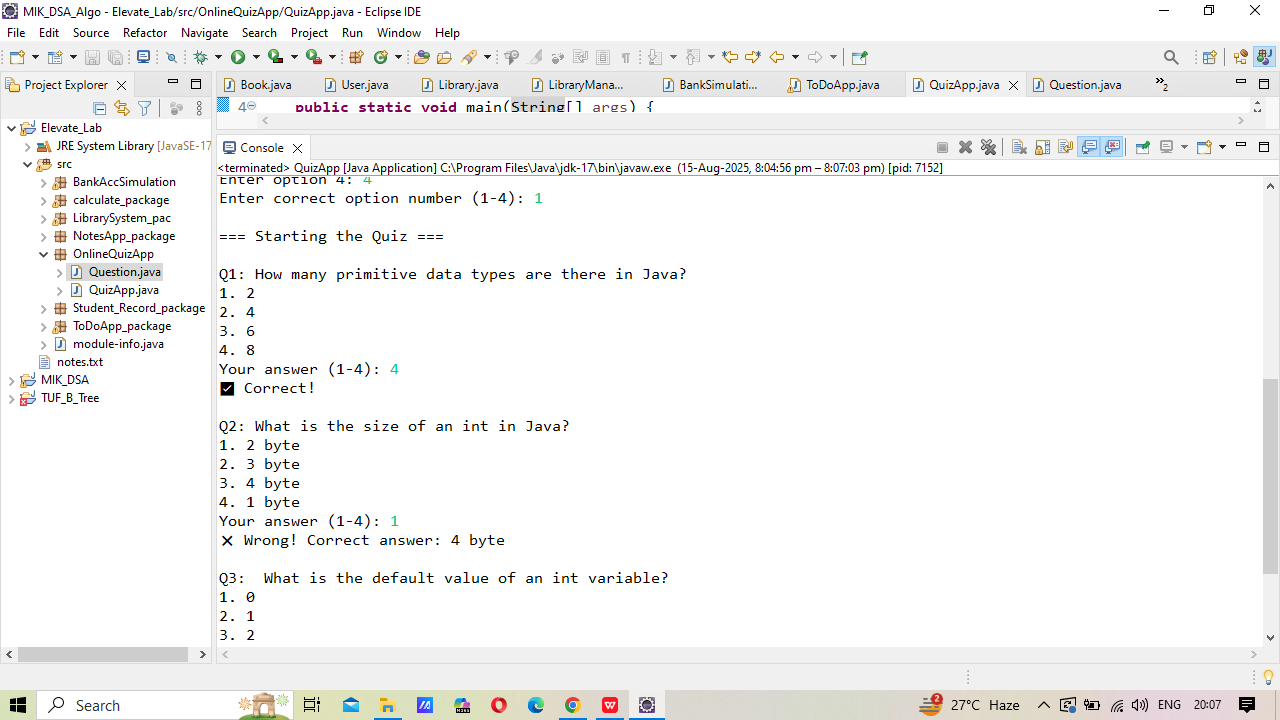 MIK_DSA_Algo - Elevate_Lab/src/OnlineQuizApp/QuizApp.java - Eclipse IDE
File Edit Source Refactor Navigate Search Project Run Window Help
Project Explorer
Book.java User.java Library.java LibraryMana... BankSimulati... ToDoApp.java QuizApp.java Question.java »2
4 public static void main(String[] args) {
Elevate_Lab
JRE System Library [JavaSE-17
src
BankAccSimulation
calculate_package
LibrarySystem_pac
NotesApp_package
OnlineQuizApp
Question.java
QuizApp.java
Student_Record_package
ToDoApp_package
module-info.java
notes.txt
MIK_DSA
TUF_B_Tree
Console
<terminated> QuizApp [Java Application] C:\Program Files\Java\jdk-17\bin\javaw.exe (15-Aug-2025, 8:04:56 pm – 8:07:03 pm) [pid: 7152]
Enter option 4: 4
Enter correct option number (1-4): 1
=== Starting the Quiz ===
Q1: How many primitive data types are there in Java?
1. 2
2. 4
3. 6
4. 8
Your answer (1-4): 4
✅ Correct!
Q2: What is the size of an int in Java?
1. 2 byte
2. 3 byte
3. 4 byte
4. 1 byte
Your answer (1-4): 1
❌ Wrong! Correct answer: 4 byte
Q3:  What is the default value of an int variable?
1. 0
2. 1
3. 2
Search
2
27°C Haze
ENG
20:07